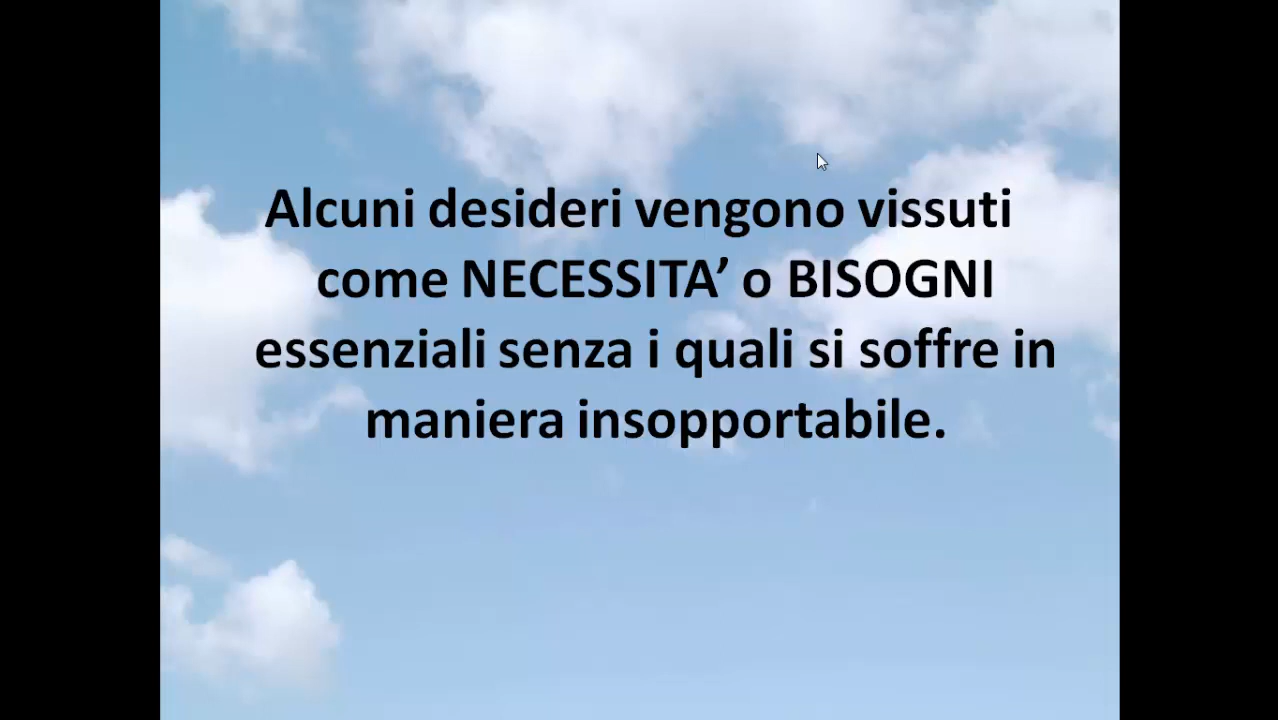 Alcuni desideri vengono vissuti
come NECESSITA’ o BISOGNI
essenziali senza i quali si soffre in
maniera insopportabile.